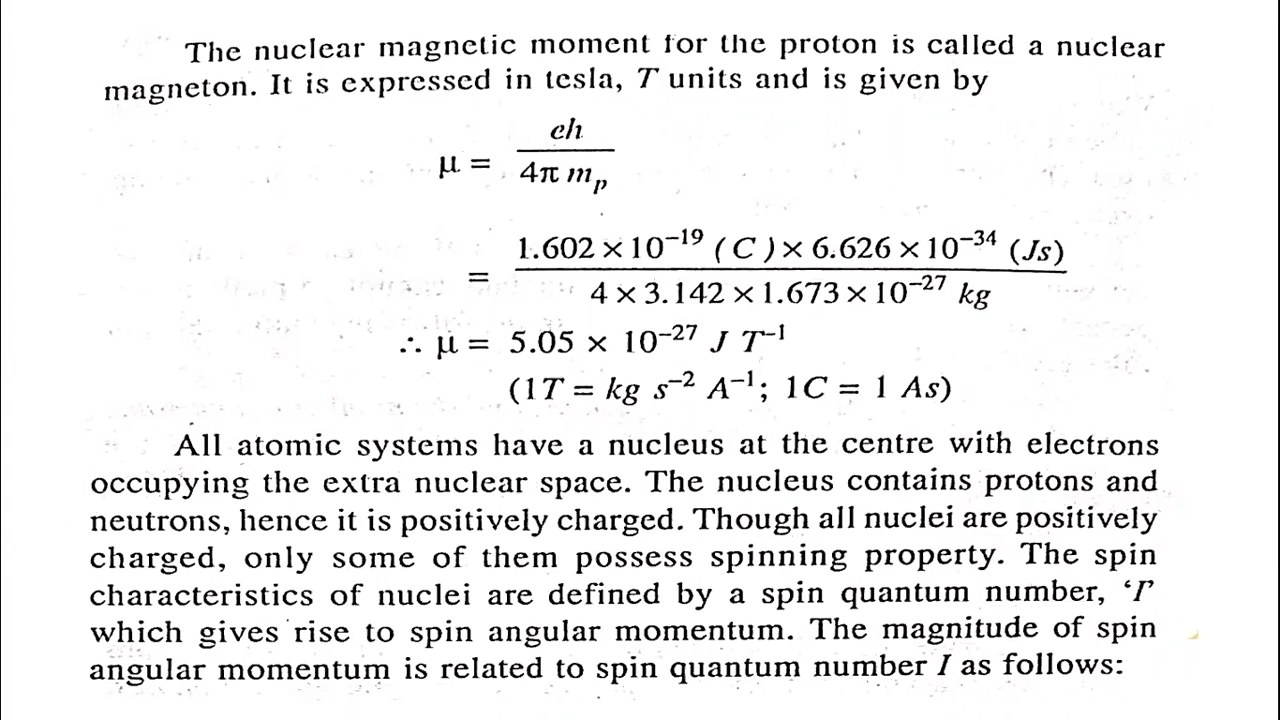 The nuclear magnetic moment for the proton is called a nuclear
magneton. It is expressed in tesla, T units and is given by
μ = eh / 4π m_p
= 1.602 × 10⁻¹⁹ (C) × 6.626 × 10⁻³⁴ (Js) / 4 × 3.142 × 1.673 × 10⁻²⁷ kg
∴ μ = 5.05 × 10⁻²⁷ J T⁻¹
(1T = kg s⁻² A⁻¹; 1C = 1 As)
All atomic systems have a nucleus at the centre with electrons
occupying the extra nuclear space. The nucleus contains protons and
neutrons, hence it is positively charged. Though all nuclei are positively
charged, only some of them possess spinning property. The spin
characteristics of nuclei are defined by a spin quantum number, ‘I’
which gives rise to spin angular momentum. The magnitude of spin
angular momentum is related to spin quantum number I as follows: